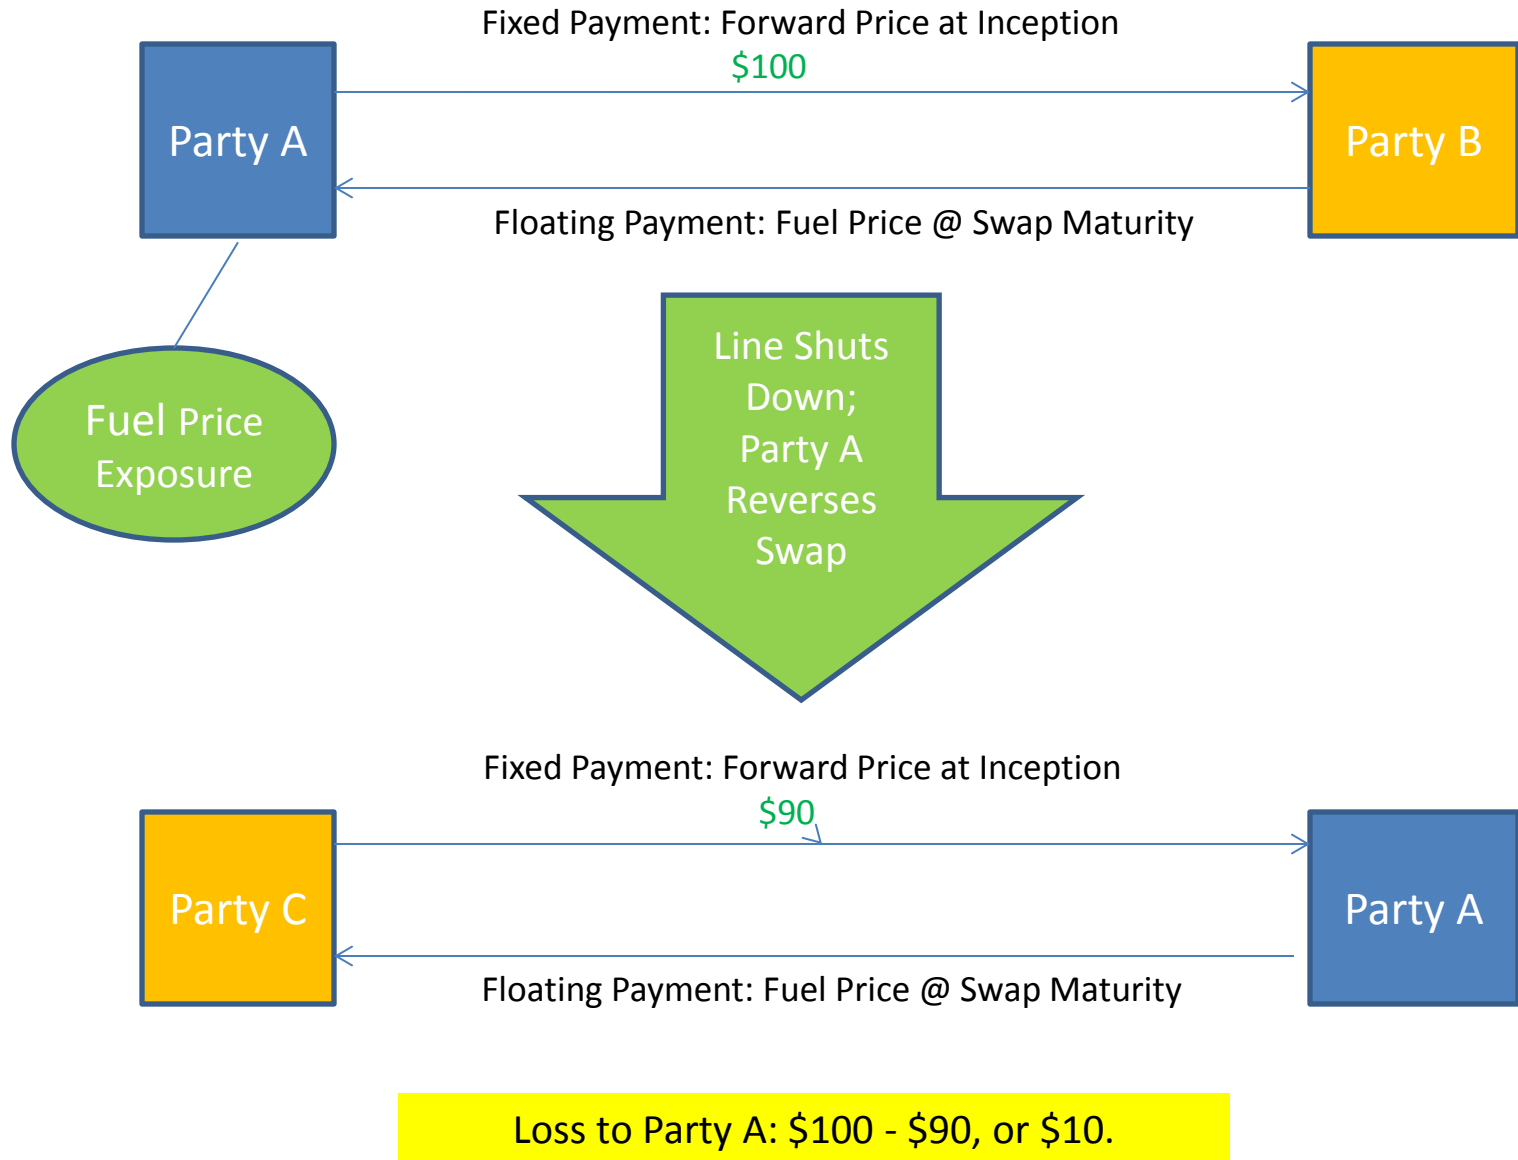 Fixed Payment: Forward Price at Inception
$100
Party A
Party B
Floating Payment: Fuel Price @ Swap Maturity
Fuel Price
Exposure
Line Shuts
Down;
Party A
Reverses
Swap
Fixed Payment: Forward Price at Inception
$90
Party C
Party A
Floating Payment: Fuel Price @ Swap Maturity
Loss to Party A: $100 - $90, or $10.